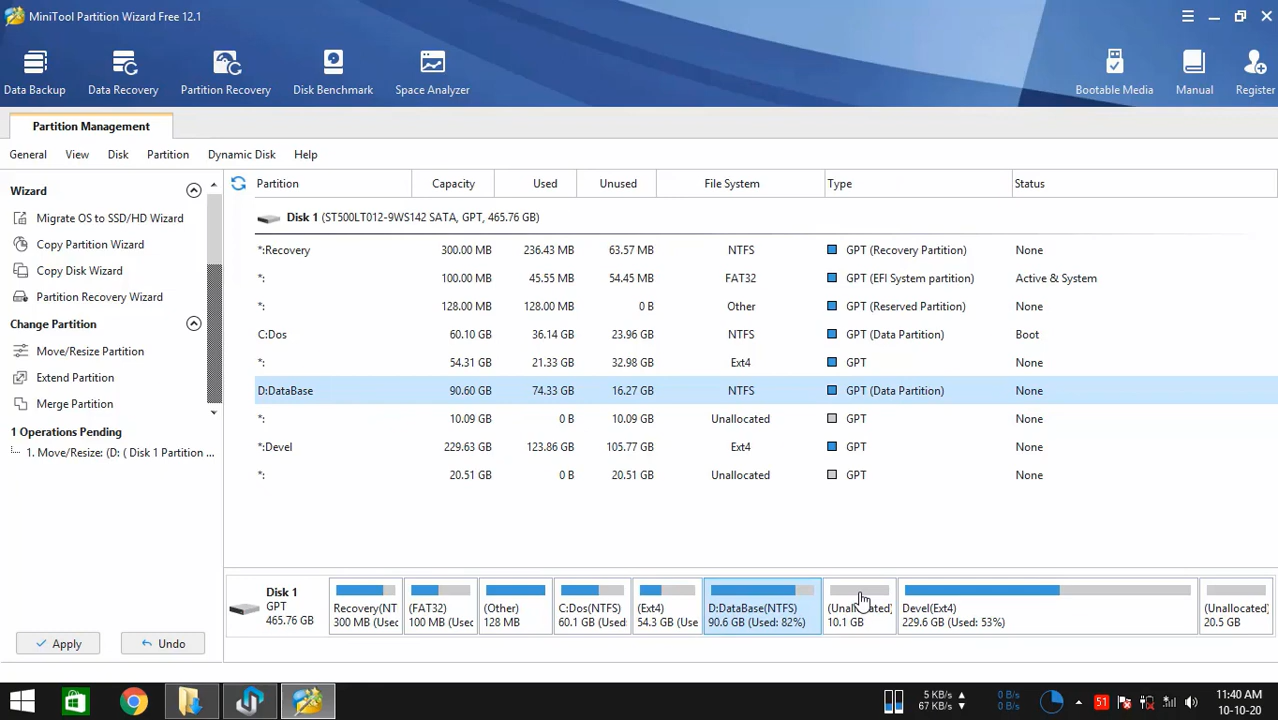 MiniTool Partition Wizard Free 12.1
Data Backup Data Recovery Partition Recovery Disk Benchmark Space Analyzer Bootable Media Manual Register
Partition Management
General View Disk Partition Dynamic Disk Help
Wizard
Migrate OS to SSD/HD Wizard
Copy Partition Wizard
Copy Disk Wizard
Partition Recovery Wizard
Change Partition
Move/Resize Partition
Extend Partition
Merge Partition
1 Operations Pending
1. Move/Resize: (D: ( Disk 1 Partition ...
Apply Undo
Partition Capacity Used Unused File System Type Status
Disk 1 (ST500LT012-9WS142 SATA, GPT, 465.76 GB)
*:Recovery 300.00 MB 236.43 MB 63.57 MB NTFS GPT (Recovery Partition) None
*: 100.00 MB 45.55 MB 54.45 MB FAT32 GPT (EFI System partition) Active & System
*: 128.00 MB 128.00 MB 0 B Other GPT (Reserved Partition) None
C:Dos 60.10 GB 36.14 GB 23.96 GB NTFS GPT (Data Partition) Boot
*: 54.31 GB 21.33 GB 32.98 GB Ext4 GPT None
D:DataBase 90.60 GB 74.33 GB 16.27 GB NTFS GPT (Data Partition) None
*: 10.09 GB 0 B 10.09 GB Unallocated GPT None
*:Devel 229.63 GB 123.86 GB 105.77 GB Ext4 GPT None
*: 20.51 GB 0 B 20.51 GB Unallocated GPT None
Disk 1
GPT
465.76 GB
Recovery(NT
300 MB (Used
(FAT32)
100 MB (Used
(Other)
128 MB
C:Dos(NTFS)
60.1 GB (Used
(Ext4)
54.3 GB (Use
D:DataBase(NTFS)
90.6 GB (Used: 82%)
10.1 GB
Devel(Ext4)
229.6 GB (Used: 53%)
(Unallocated)
20.5 GB
5 KB/s 0 B/s
67 KB/s 0 B/s
51
11:40 AM
10-10-20